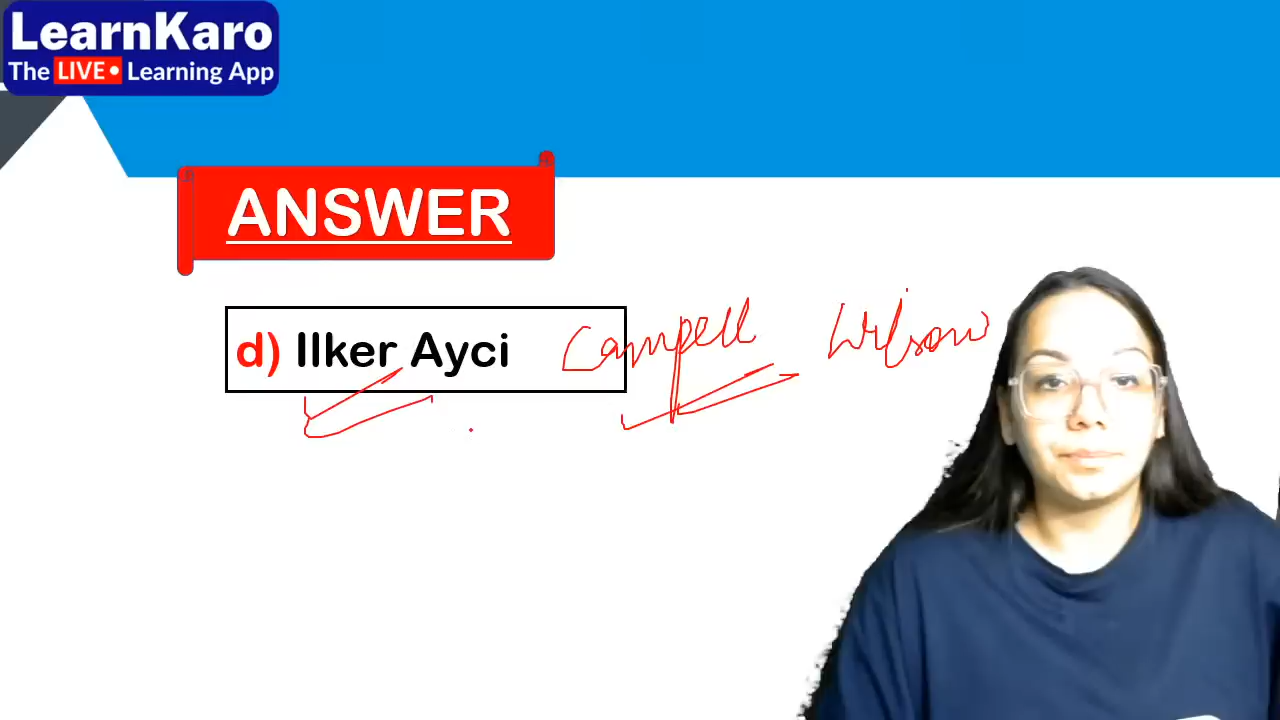 LearnKaro
The LIVE• Learning App
ANSWER
d) Ilker Ayci Campell Wilson